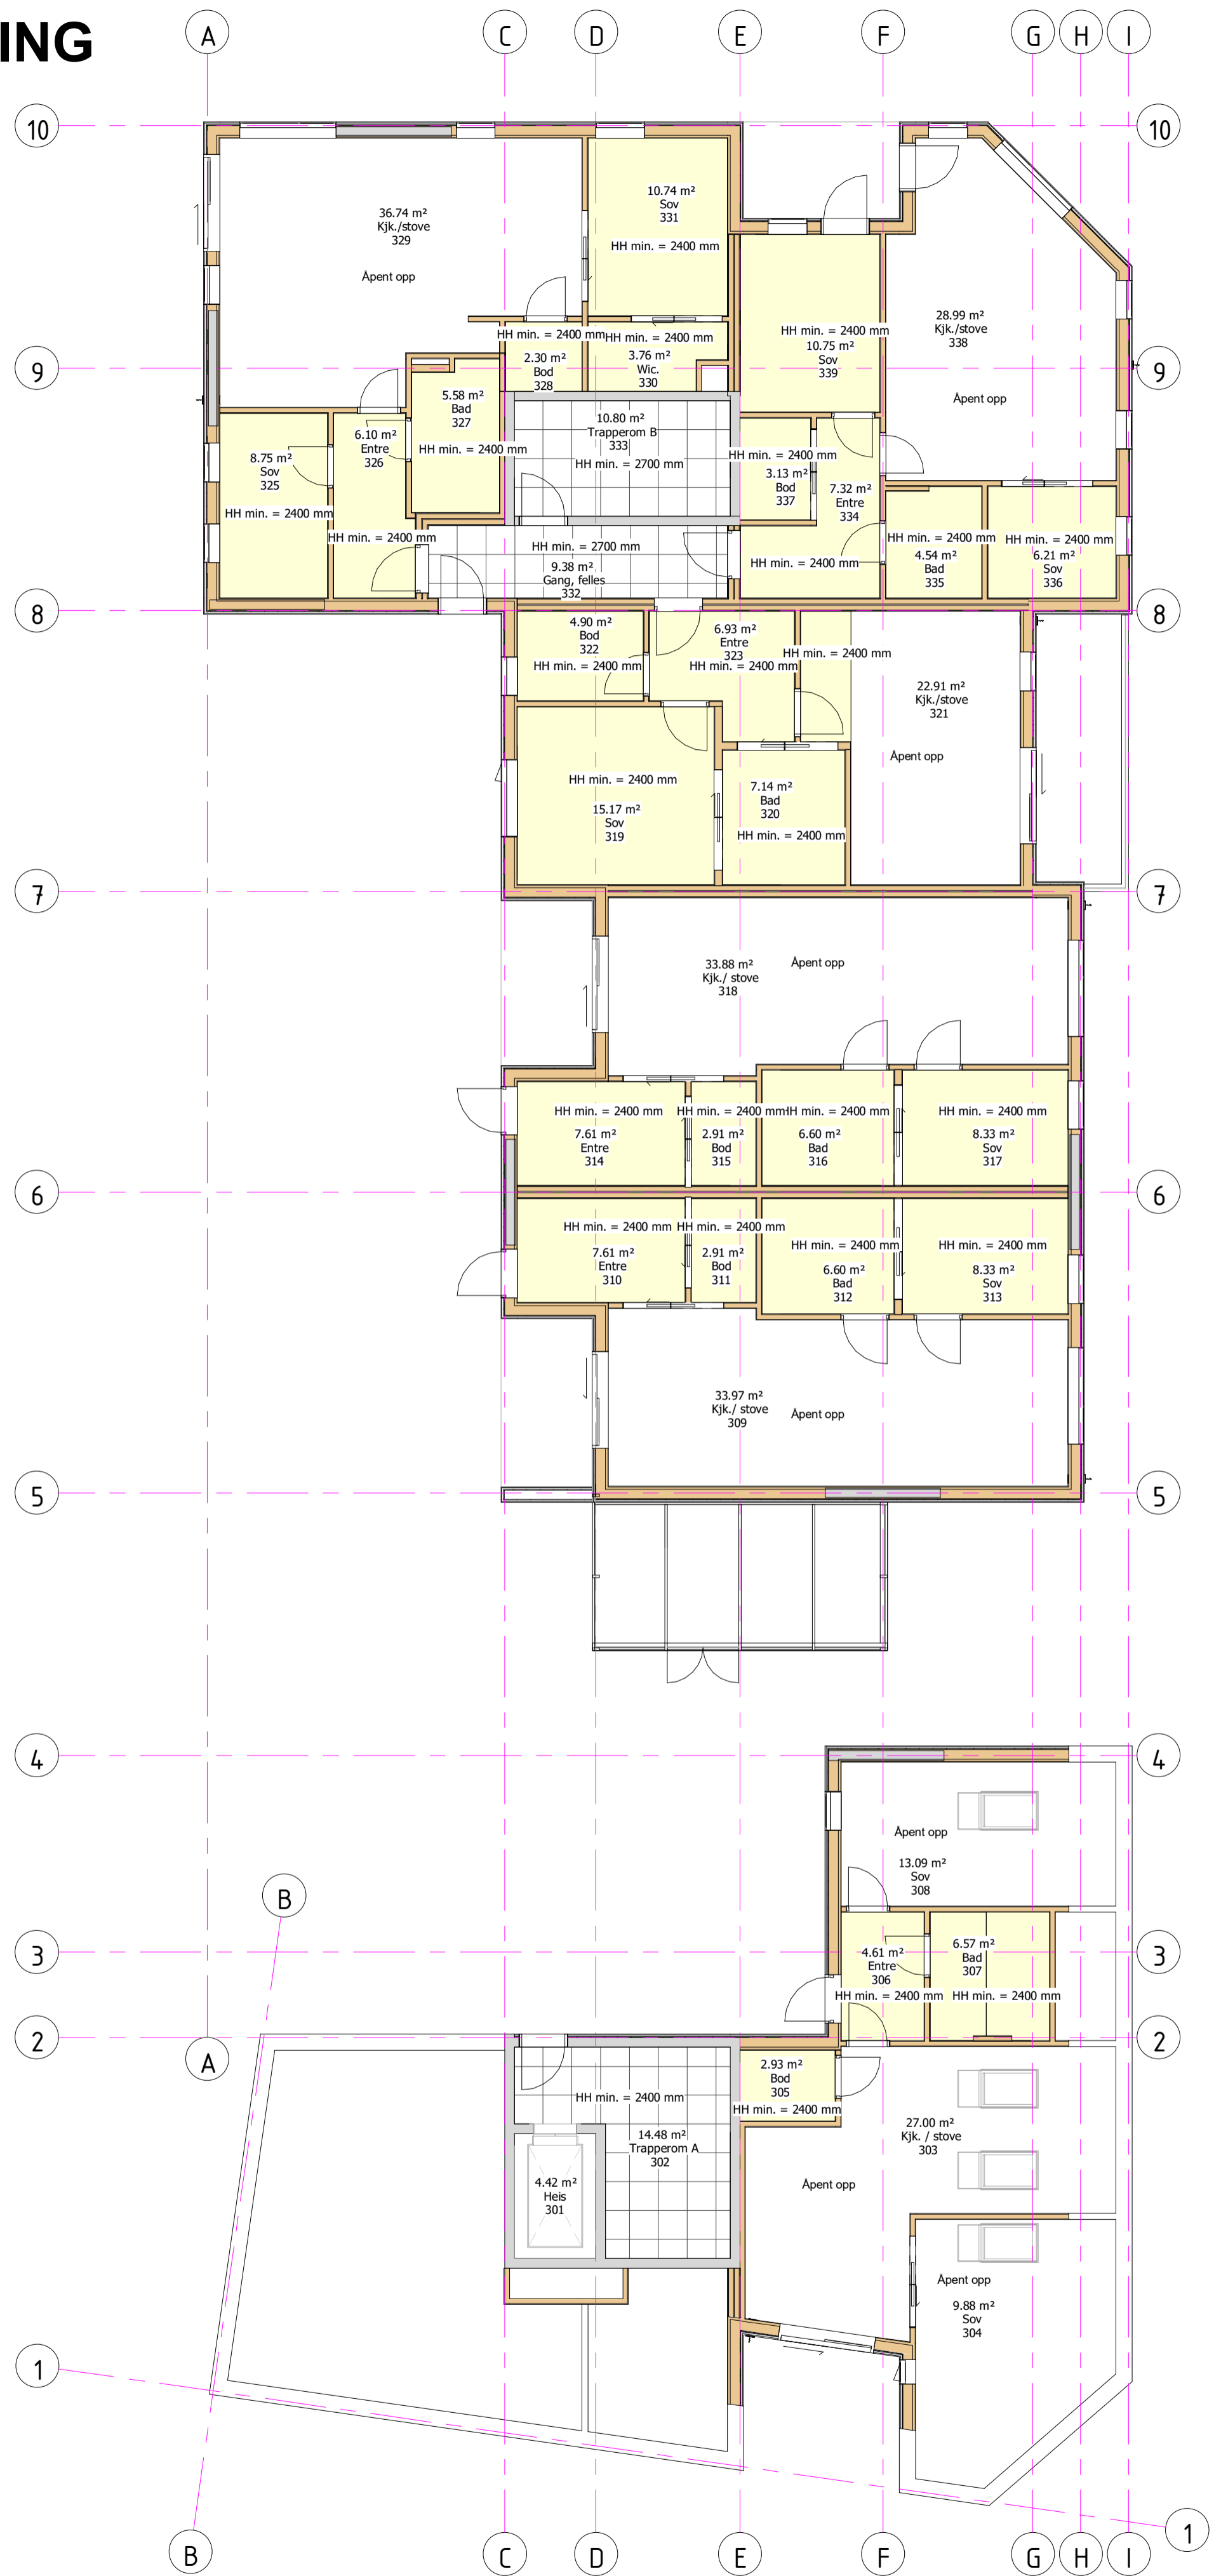 ING
A
C
D
E
F
G
H
I
10
10
10.74 m²
Sov
331
HH min. = 2400 mm
36.74 m²
Kjk./stove
329
Åpent opp
28.99 m²
Kjk./stove
338
Åpent opp
HH min. = 2400 mm
10.75 m²
Sov
339
HH min. = 2400 mm
2.30 m²
Bod
328
HH min. = 2400 mm
3.76 m²
Wic.
330
9
9
5.58 m²
Bad
327
HH min. = 2400 mm
10.80 m²
Trapperom B
333
HH min. = 2700 mm
6.10 m²
Entre
326
HH min. = 2400 mm
8.75 m²
Sov
325
HH min. = 2400 mm
HH min. = 2400 mm
3.13 m²
Bod
337
7.32 m²
Entre
334
HH min. = 2400 mm
HH min. = 2400 mm
4.54 m²
Bad
335
HH min. = 2400 mm
6.21 m²
Sov
336
HH min. = 2700 mm
9.38 m²
Gang, felles
332
8
8
4.90 m²
Bod
322
HH min. = 2400 mm
6.93 m²
Entre
323
HH min. = 2400 mm
HH min. = 2400 mm
22.91 m²
Kjk./stove
321
Åpent opp
HH min. = 2400 mm
15.17 m²
Sov
319
7.14 m²
Bad
320
HH min. = 2400 mm
7
7
33.88 m²
Kjk./ stove
318
Åpent opp
HH min. = 2400 mm
7.61 m²
Entre
314
HH min. = 2400 mm
2.91 m²
Bod
315
HH min. = 2400 mm
6.60 m²
Bad
316
HH min. = 2400 mm
8.33 m²
Sov
317
6
6
HH min. = 2400 mm
7.61 m²
Entre
310
HH min. = 2400 mm
2.91 m²
Bod
311
HH min. = 2400 mm
6.60 m²
Bad
312
HH min. = 2400 mm
8.33 m²
Sov
313
33.97 m²
Kjk./ stove
309
Åpent opp
5
5
4
4
Åpent opp
13.09 m²
Sov
308
B
3
3
4.61 m²
Entre
306
HH min. = 2400 mm
6.57 m²
Bad
307
HH min. = 2400 mm
2
2
A
2.93 m²
Bod
305
HH min. = 2400 mm
HH min. = 2400 mm
14.48 m²
Trapperom A
302
4.42 m²
Heis
301
27.00 m²
Kjk. / stove
303
Åpent opp
Åpent opp
9.88 m²
Sov
304
1
1
B
C
D
E
F
G
H
I